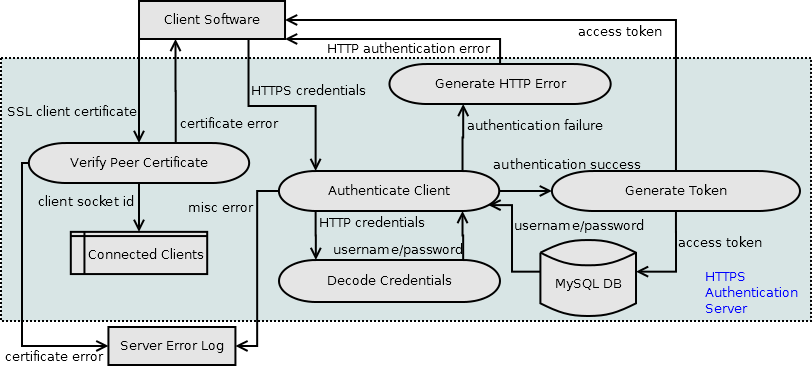 Client Software
access token
HTTP authentication error
Generate HTTP Error
HTTPS credentials
SSL client certificate
certificate error
authentication failure
Verify Peer Certificate
authentication success
Authenticate Client
Generate Token
client socket id
misc error
HTTP credentials
username/password
access token
Connected Clients
username/password
Decode Credentials
MySQL DB
HTTPS
Authentication
Server
Server Error Log
certificate error